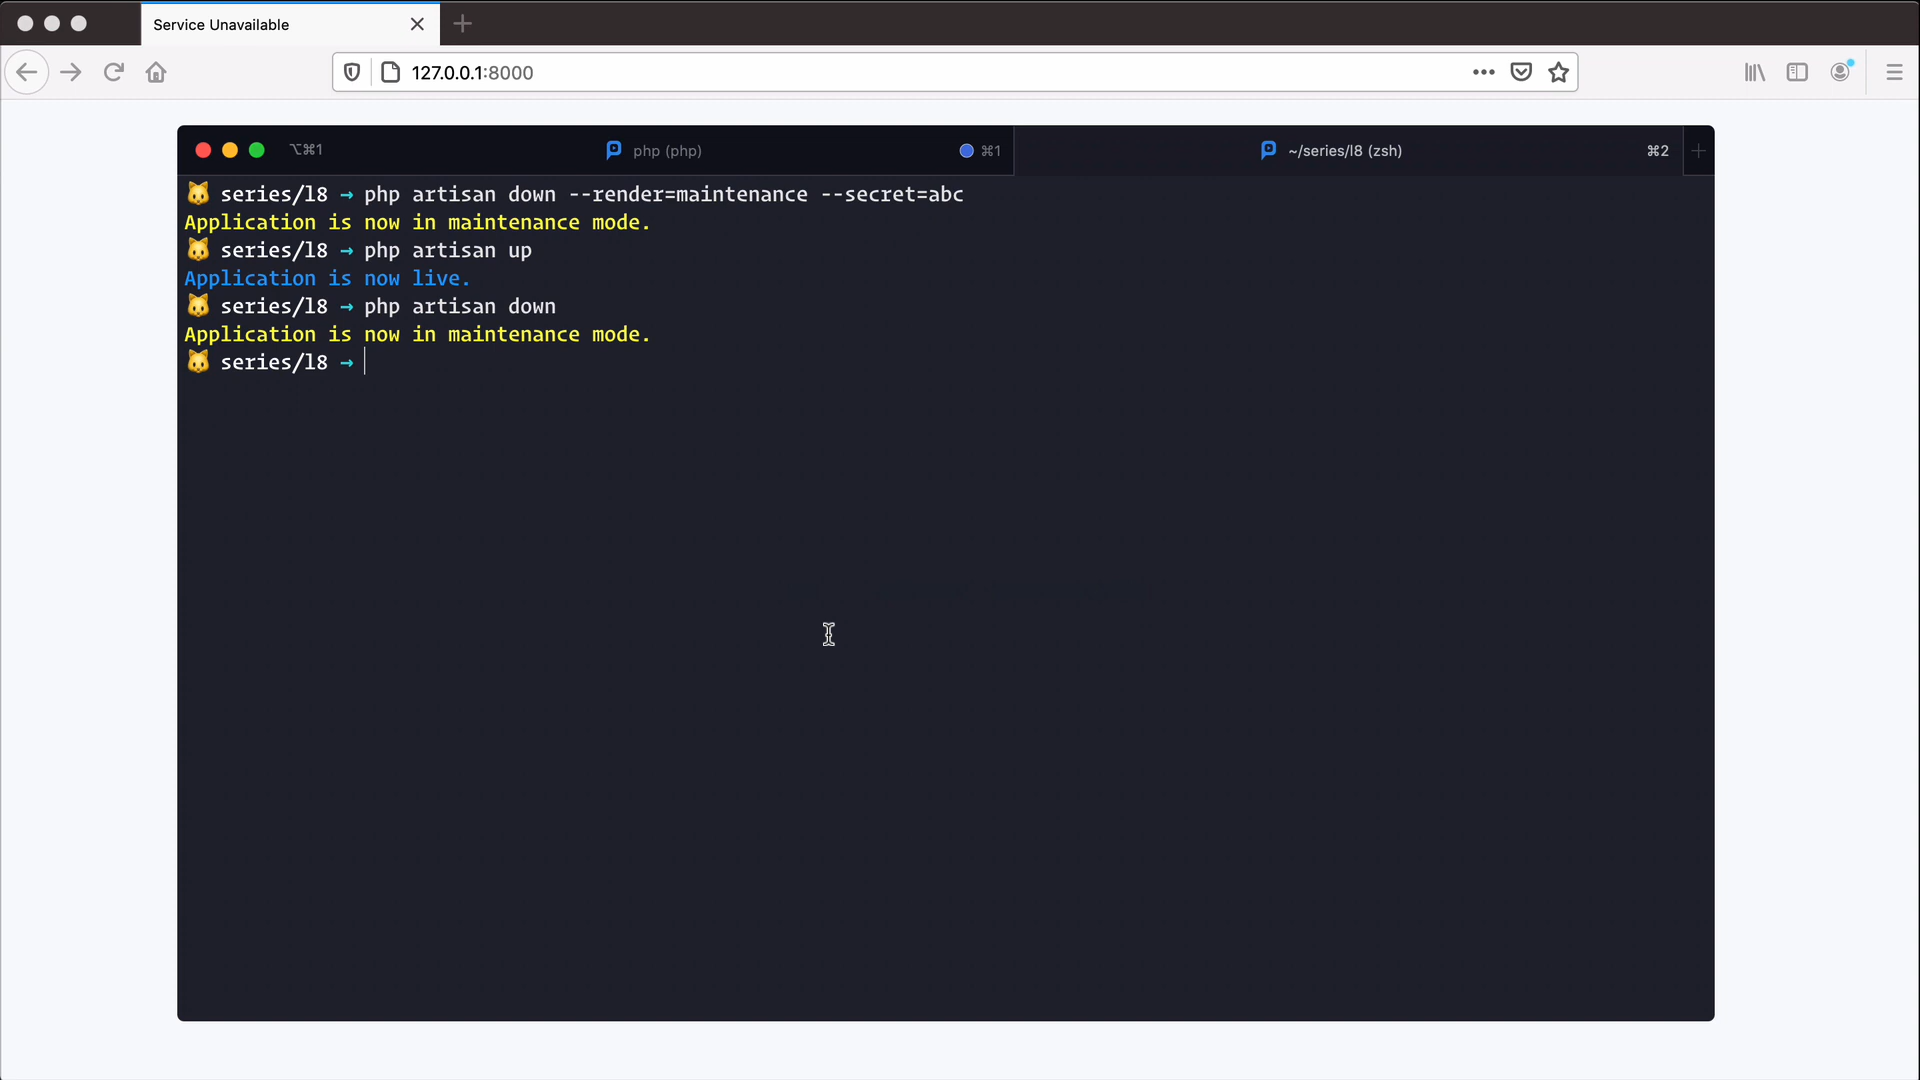 Service Unavailable
127.0.0.1:8000
⌥⌘1
php (php)
⌘1
~/series/l8 (zsh)
⌘2
series/l8 → php artisan down --render=maintenance --secret=abc
Application is now in maintenance mode.
series/l8 → php artisan up
Application is now live.
series/l8 → php artisan down
Application is now in maintenance mode.
series/l8 →